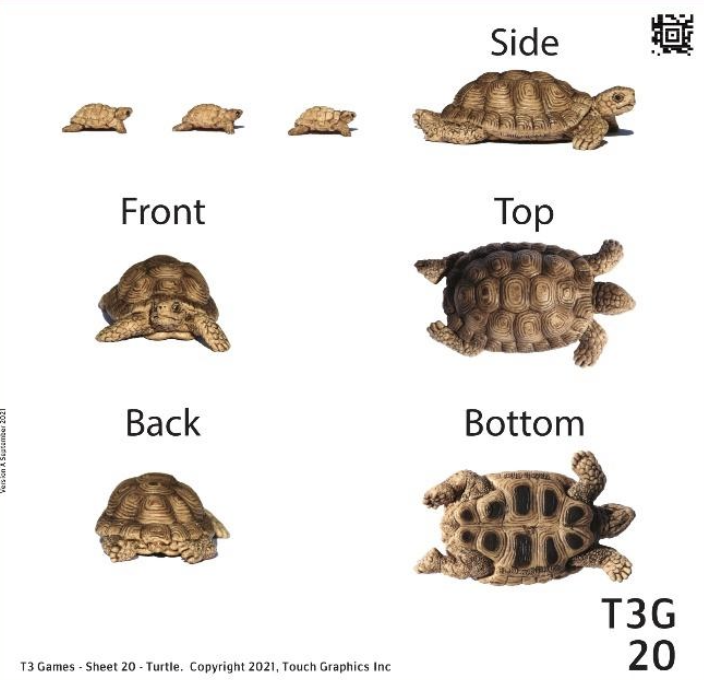 Side
Front
Top
Back
Bottom
Version A September 2021
T3G
20
T3 Games - Sheet 20 - Turtle. Copyright 2021, Touch Graphics Inc